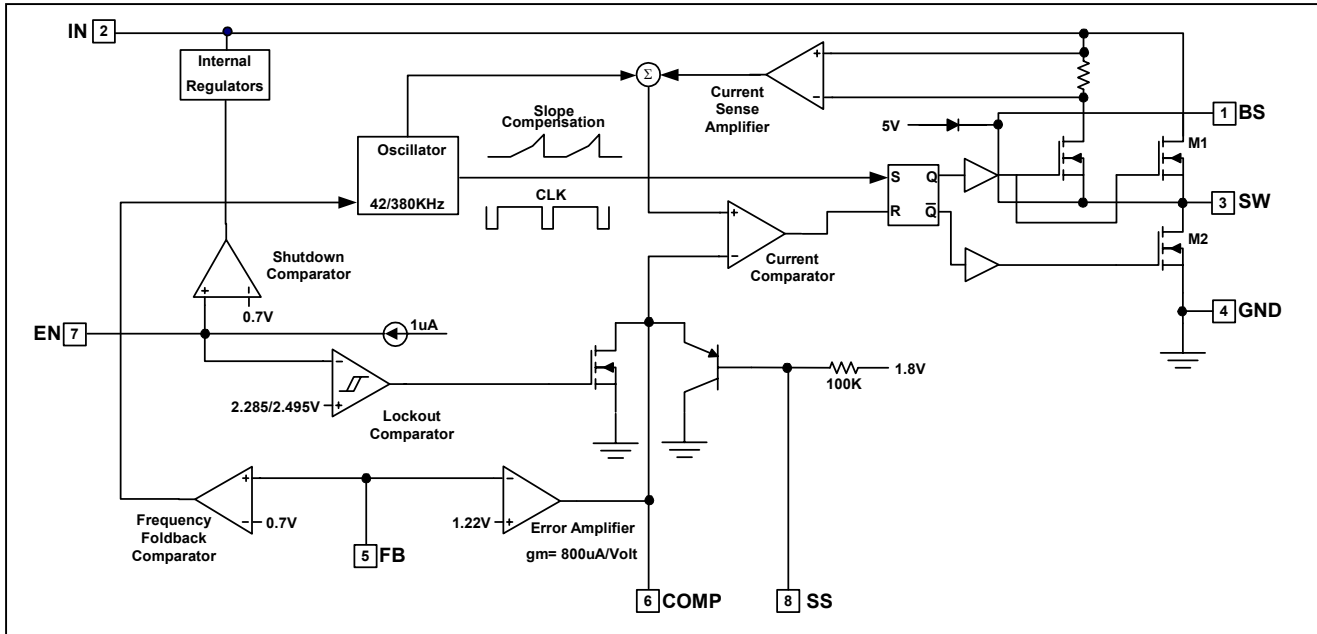 IN 2
Internal
Regulators
+
−
Current
Sense
Amplifier
Σ
5V
1 BS
Slope
Compensation
Oscillator
42/380KHz
CLK
M1
S Q
R Q̅
3 SW
+
−
Current
Comparator
M2
Shutdown
Comparator
+ −
0.7V
4 GND
EN 7
1uA
−
2.285/2.495V +
Lockout
Comparator
100K
1.8V
+
− 0.7V
Frequency
Foldback
Comparator
−
1.22V +
Error Amplifier
gm= 800uA/Volt
5 FB
6 COMP
8 SS